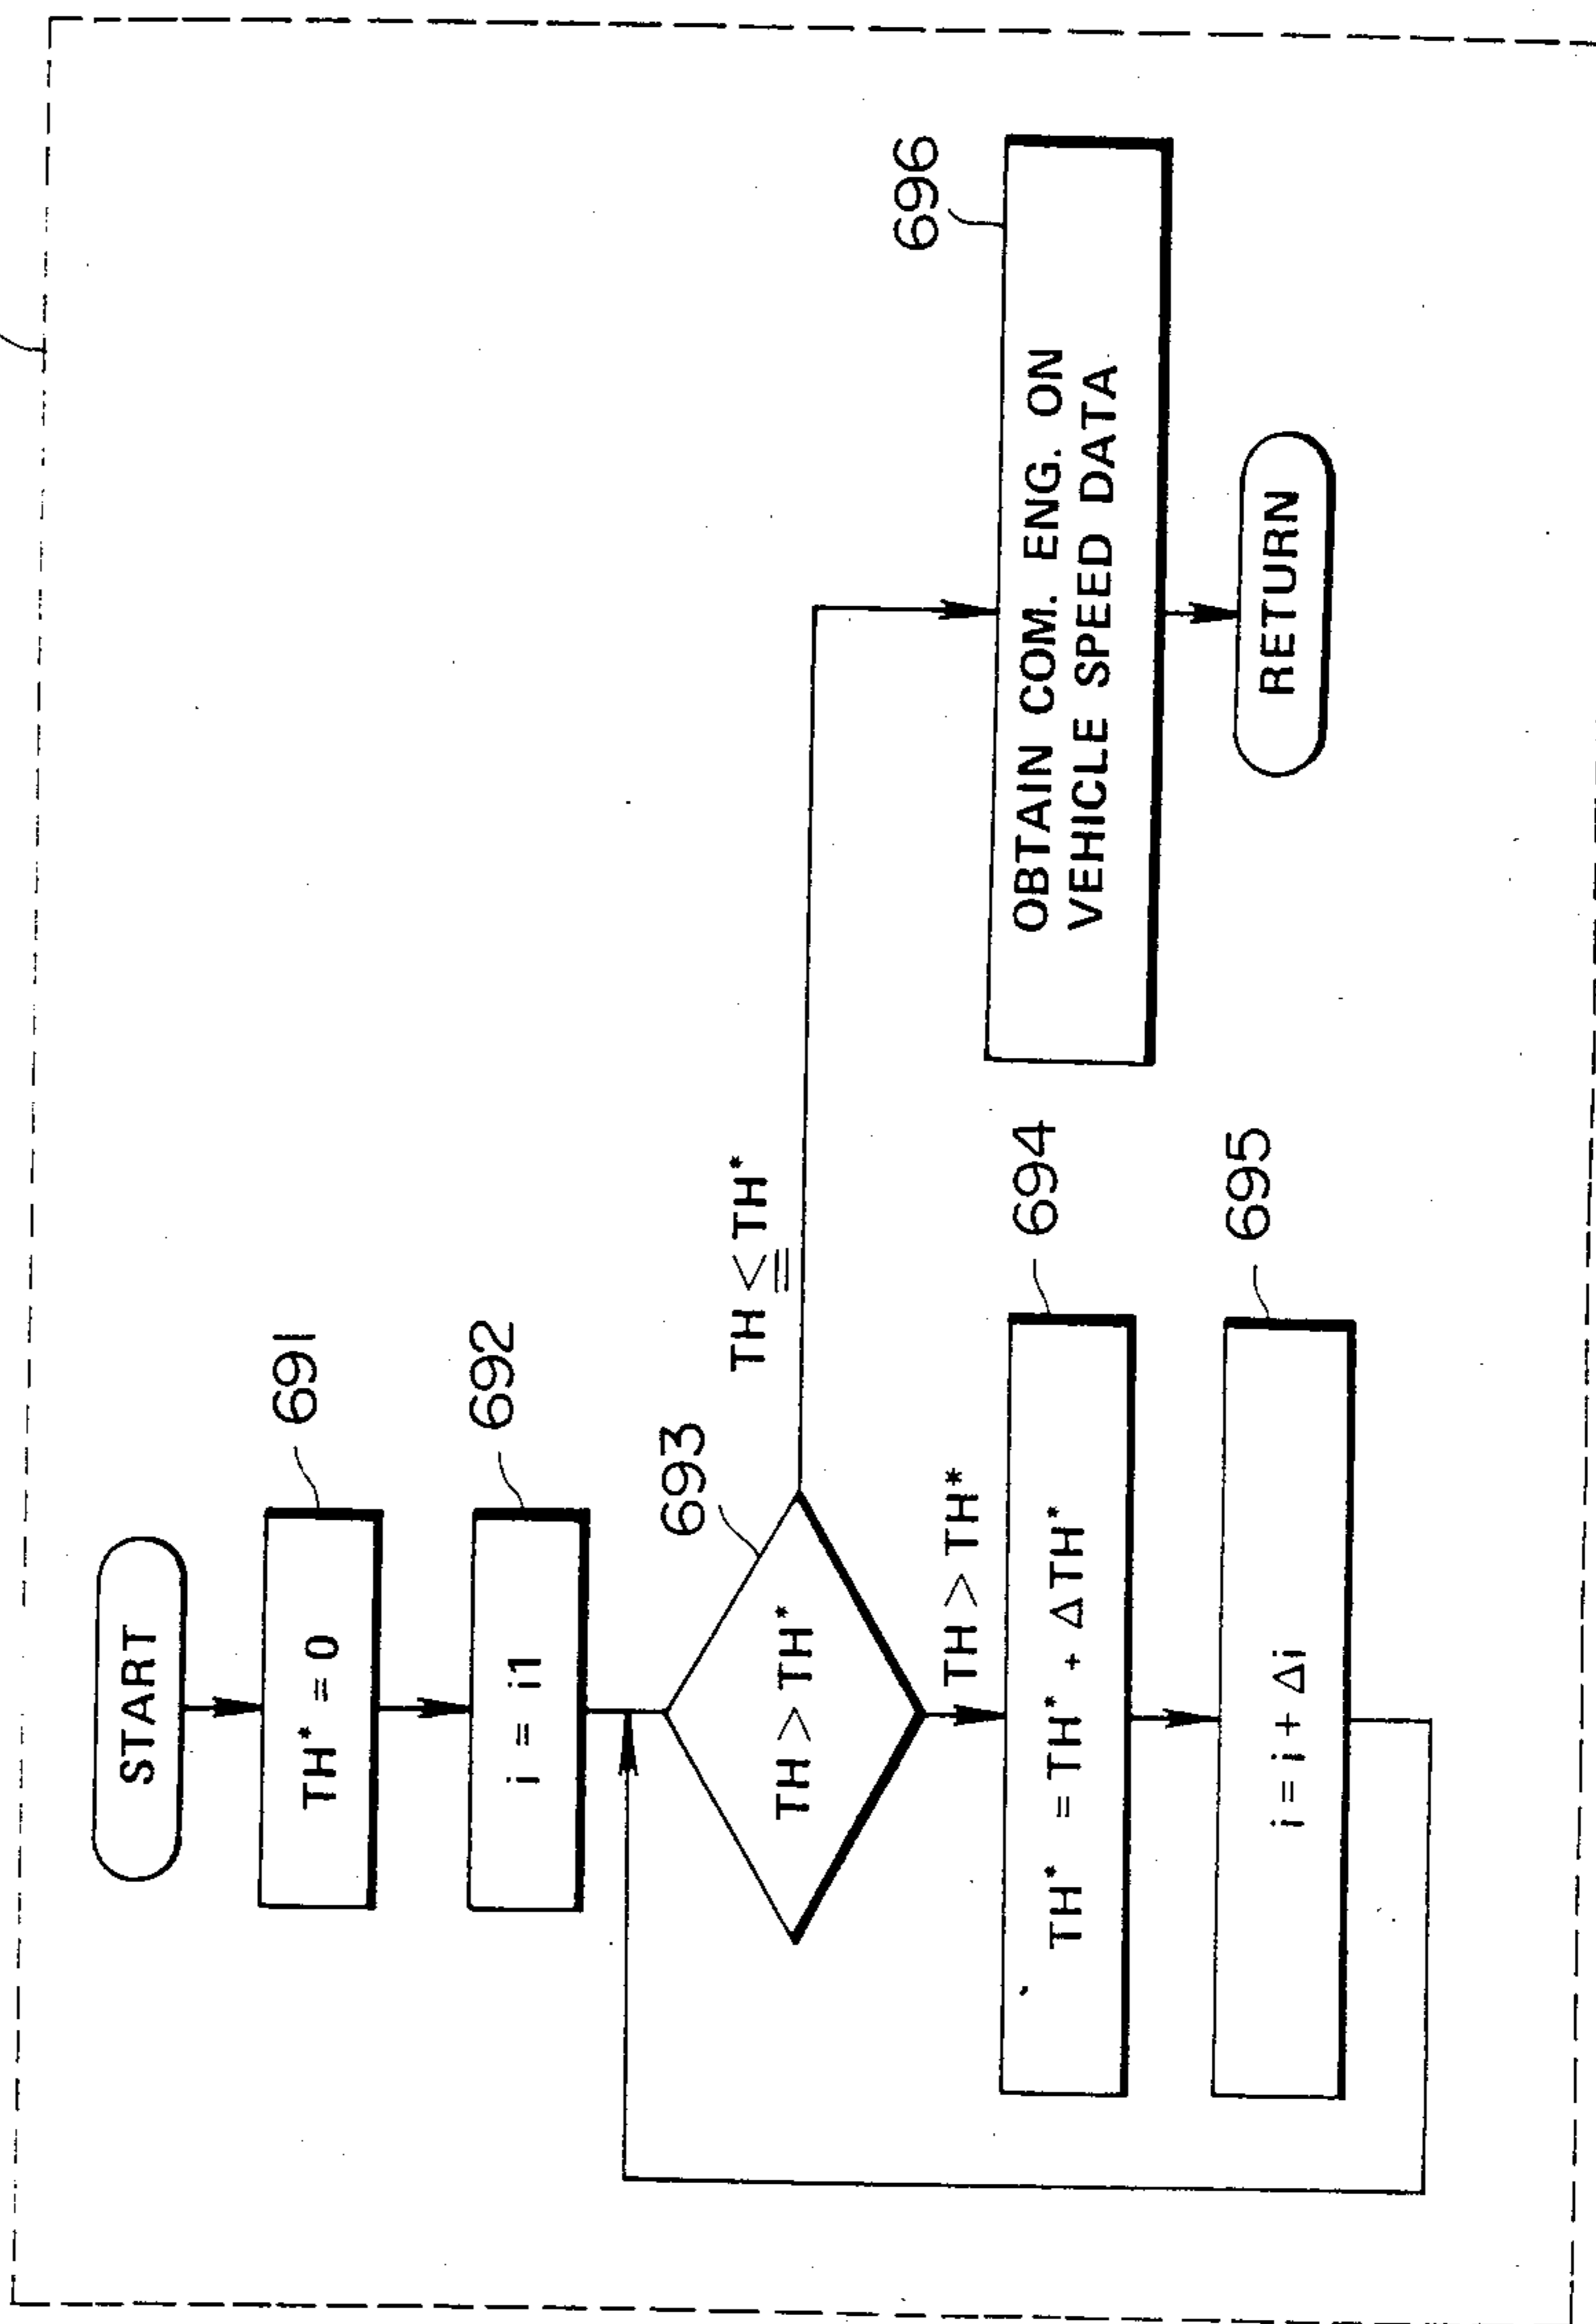 START
TH* = 0
691
i = i1
692
TH > TH*
693
TH ≦ TH*
TH > TH*
TH* = TH* + ΔTH*
694
i = i + Δi
695
OBTAIN COM. ENG. ON
VEHICLE SPEED DATA
696
RETURN